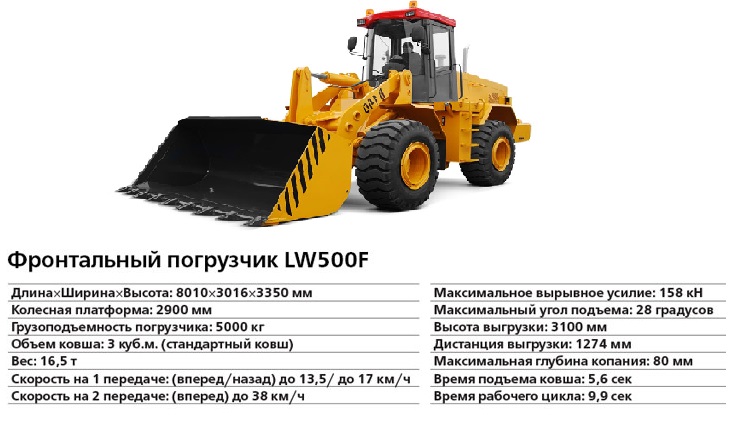 Фронтальный погрузчик LW500F
Длина×Ширина×Высота: 8010×3016×3350 мм
Колесная платформа: 2900 мм
Грузоподъемность погрузчика: 5000 кг
Объем ковша: 3 куб.м. (стандартный ковш)
Вес: 16,5 т
Скорость на 1 передаче: (вперед/назад) до 13,5/ до 17 км/ч
Скорость на 2 передаче: (вперед) до 38 км/ч
Максимальное вырывное усилие: 158 кН
Максимальный угол подъема: 28 градусов
Высота выгрузки: 3100 мм
Дистанция выгрузки: 1274 мм
Максимальная глубина копания: 80 мм
Время подъема ковша: 5,6 сек
Время рабочего цикла: 9,9 сек